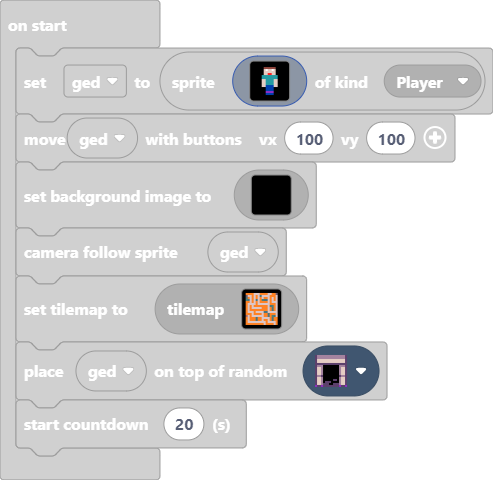 on start
set ged to sprite of kind Player
move ged with buttons vx 100 vy 100
set background image to
camera follow sprite ged
set tilemap to tilemap
place ged on top of random
start countdown 20 (s)